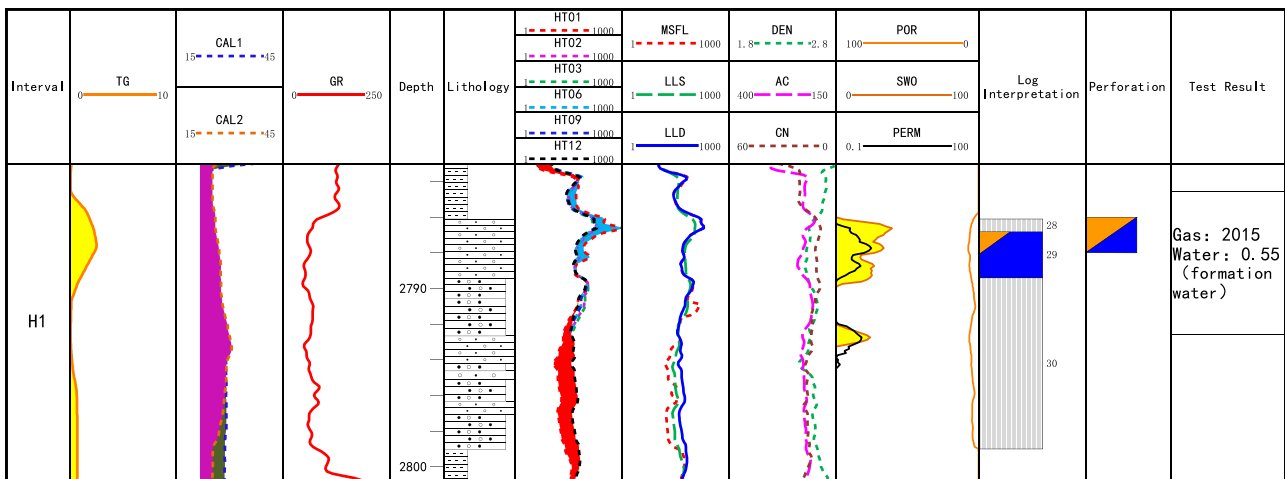 Interval
TG
0 10
CAL1
15 45
CAL2
15 45
GR
0 250
Depth
Lithology
HT01
1 1000
HT02
1 1000
HT03
1 1000
HT06
1 1000
HT09
1 1000
HT12
1 1000
MSFL
1 1000
LLS
1 1000
LLD
1 1000
DEN
1.8 2.8
AC
400 150
CN
60 0
POR
100 0
SWO
0 100
PERM
0.1 100
Log
Interpretation
Perforation
Test Result
H1
2790
2800
28
29
30
Gas: 2015
Water: 0.55
（formation
water）